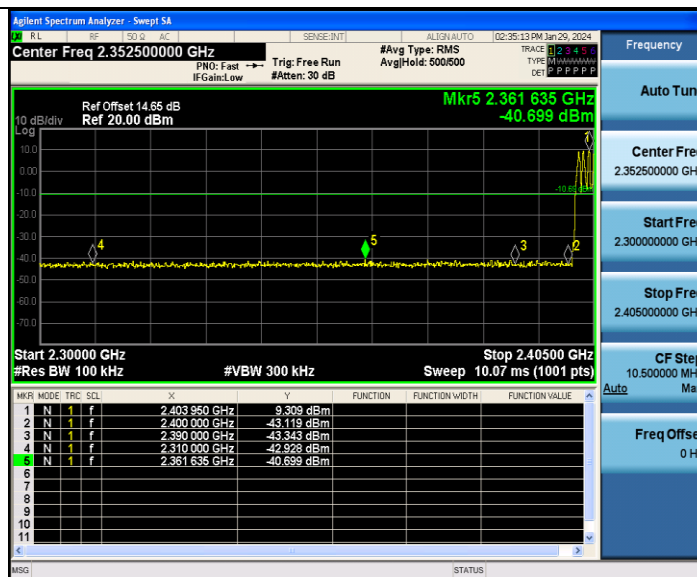 Agilent Spectrum Analyzer - Swept SA
RL RF 50 Ω AC SENSE:INT ALIGN AUTO 02:35:13 PM Jan 29, 2024
Center Freq 2.352500000 GHz
#Avg Type: RMS
TRACE 1 2 3 4 5 6
PNO: Fast Trig: Free Run Avg|Hold: 500/500
TYPE M
IFGain:Low #Atten: 30 dB
DET P P P P P P
Frequency
Auto Tun
Ref Offset 14.65 dB
Mkr5 2.361 635 GHz
10 dB/div Ref 20.00 dBm
-40.699 dBm
Log
10.0
0.00
-10.0
-20.0
-30.0
-40.0
-50.0
-60.0
-70.0
1
4
5
3
2
Center Fre
2.352500000 GH
Start Fre
2.300000000 GH
Stop Fre
2.405000000 GH
CF Step
10.500000 MH
Auto Ma
Freq Offse
0 H
Start 2.30000 GHz Stop 2.40500 GHz
#Res BW 100 kHz #VBW 300 kHz Sweep 10.07 ms (1001 pts)
MKR MODE TRC SCL X Y FUNCTION FUNCTION WIDTH FUNCTION VALUE
1 N 1 f 2.403 950 GHz 9.309 dBm
2 N 1 f 2.400 000 GHz -43.119 dBm
3 N 1 f 2.390 000 GHz -43.343 dBm
4 N 1 f 2.310 000 GHz -42.928 dBm
5 N 1 f 2.361 635 GHz -40.699 dBm
6
7
8
9
10
11
MSG STATUS